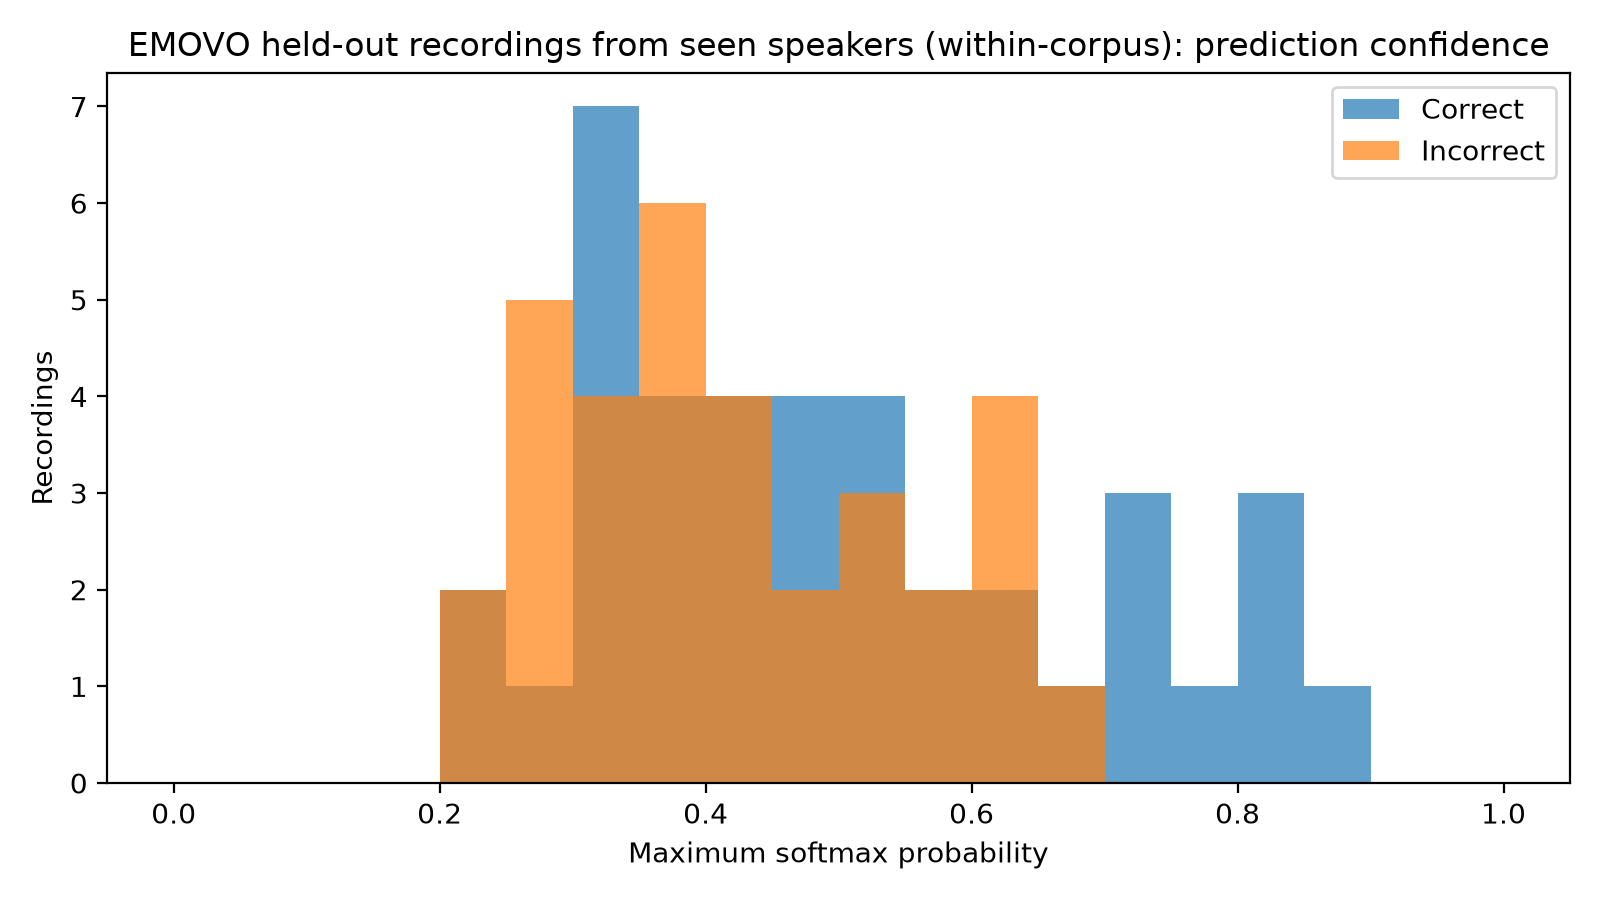 EMOVO held-out recordings from seen speakers (within-corpus): prediction confidence
Correct
Incorrect
Recordings
7
6
5
4
3
2
1
0
0.0 0.2 0.4 0.6 0.8 1.0
Maximum softmax probability